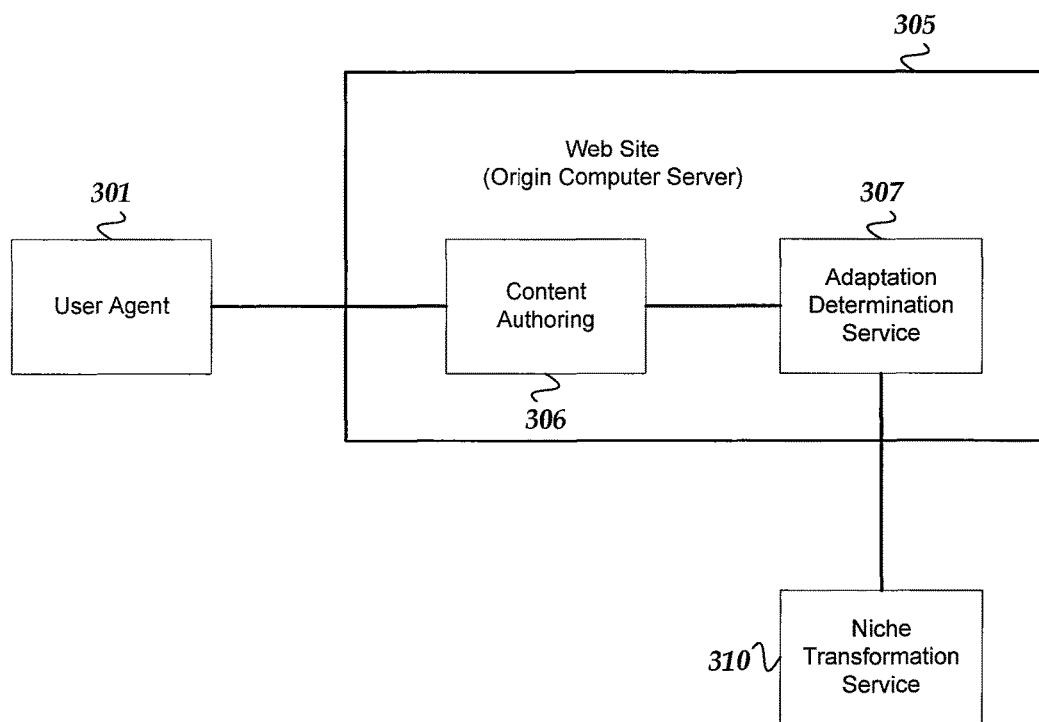 305
Web Site
(Origin Computer Server)
301
307
User Agent
Content
Authoring
Adaptation
Determination
Service
306
Niche
Transformation
Service
310